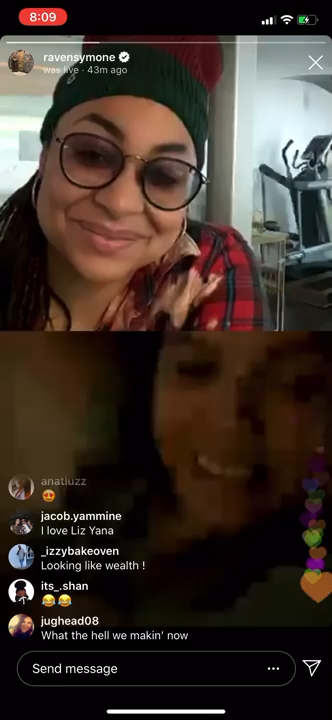 8:09
ravensymone
was live · 43m ago
anatluzz
😍
jacob.yammine
I love Liz Yana
_izzybakeoven
Looking like wealth !
its_.shan
😂😂
jughead08
What the hell we makin' now
Send message